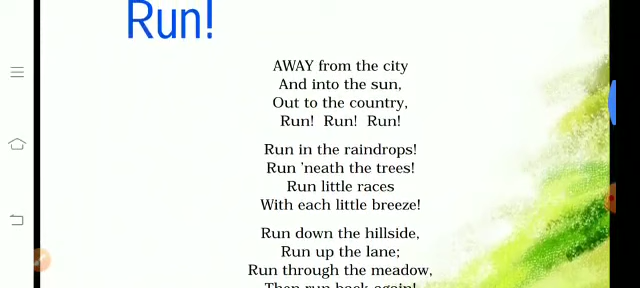 Run!
AWAY from the city
And into the sun,
Out to the country,
Run! Run! Run!
Run in the raindrops!
Run 'neath the trees!
Run little races
With each little breeze!
Run down the hillside,
Run up the lane;
Run through the meadow,
Then run back again!